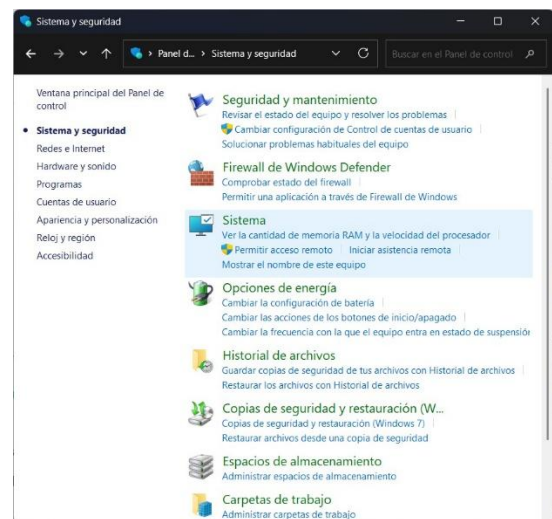 Sistema y seguridad
Panel d... > Sistema y seguridad
Buscar en el Panel de control
Ventana principal del Panel de
control
Sistema y seguridad
Redes e Internet
Hardware y sonido
Programas
Cuentas de usuario
Apariencia y personalización
Reloj y región
Accesibilidad
Seguridad y mantenimiento
Revisar el estado del equipo y resolver los problemas
Cambiar configuración de Control de cuentas de usuario
Solucionar problemas habituales del equipo
Firewall de Windows Defender
Comprobar estado del firewall
Permitir una aplicación a través de Firewall de Windows
Sistema
Ver la cantidad de memoria RAM y la velocidad del procesador
Permitir acceso remoto Iniciar asistencia remota
Mostrar el nombre de este equipo
Opciones de energía
Cambiar la configuración de batería
Cambiar las acciones de los botones de inicio/apagado
Cambiar la frecuencia con la que el equipo entra en estado de suspensión
Historial de archivos
Guardar copias de seguridad de tus archivos con Historial de archivos
Restaurar los archivos con Historial de archivos
Copias de seguridad y restauración (W...
Copias de seguridad y restauración (Windows 7)
Restaurar archivos desde una copia de seguridad
Espacios de almacenamiento
Administrar espacios de almacenamiento
Carpetas de trabajo
Administrar carpetas de trabajo